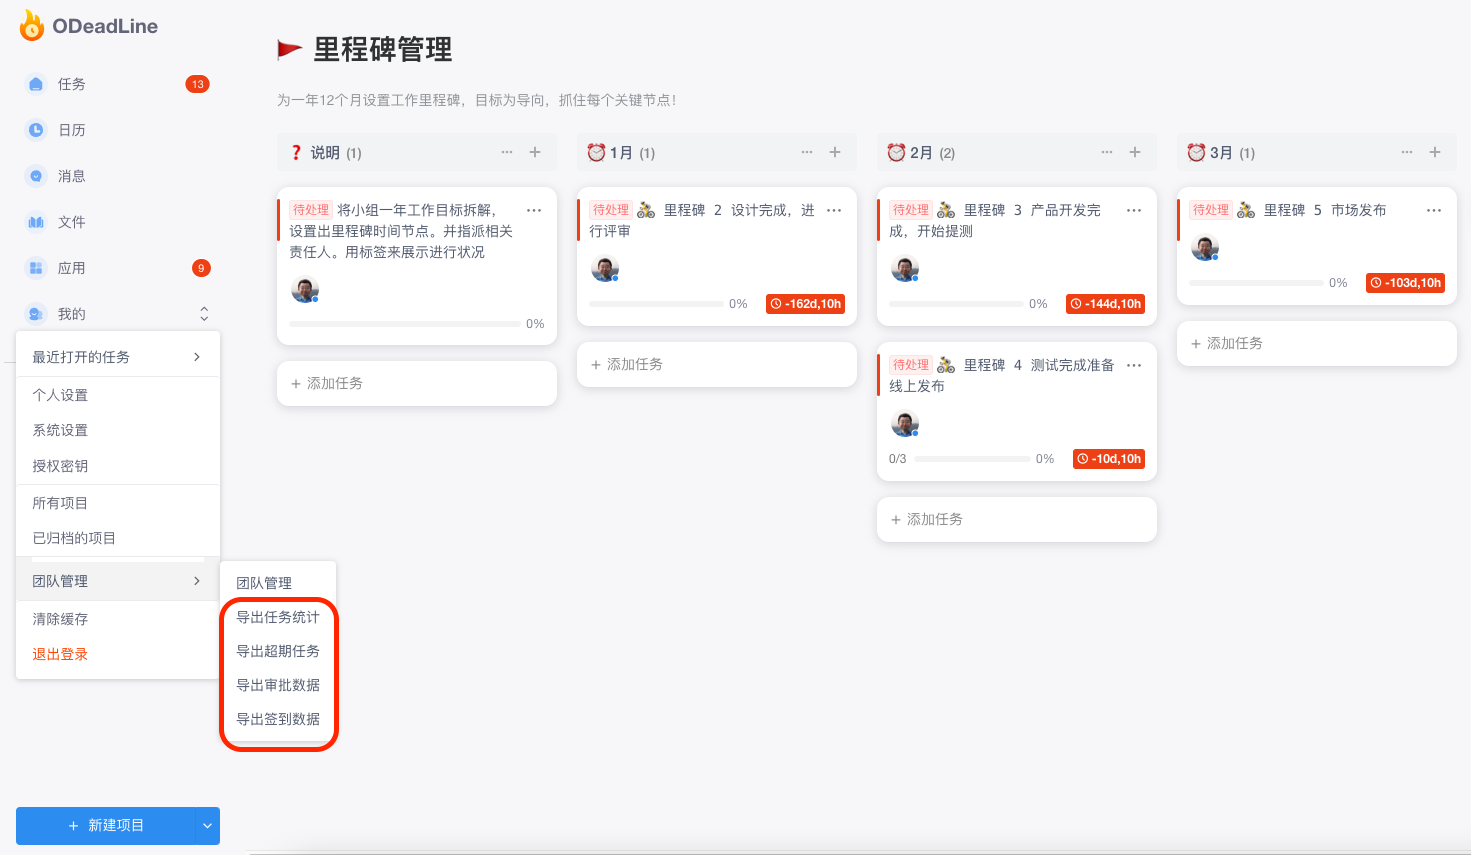 ODeadLine
任务
13
日历
消息
文件
应用
9
我的
最近打开的任务
个人设置
系统设置
授权密钥
所有项目
已归档的项目
团队管理
清除缓存
退出登录
团队管理
导出任务统计
导出超期任务
导出审批数据
导出签到数据
+ 新建项目
里程碑管理
为一年12个月设置工作里程碑，目标为导向，抓住每个关键节点！
说明 (1)
待处理 将小组一年工作目标拆解，
设置出里程碑时间节点。并指派相关
责任人。用标签来展示进行状况
0%
+ 添加任务
1月 (1)
待处理 里程碑 2 设计完成，进
行评审
0%
-162d,10h
+ 添加任务
2月 (2)
待处理 里程碑 3 产品开发完
成，开始提测
0%
-144d,10h
待处理 里程碑 4 测试完成准备
线上发布
0/3
0%
-10d,10h
+ 添加任务
3月 (1)
待处理 里程碑 5 市场发布
0%
-103d,10h
+ 添加任务